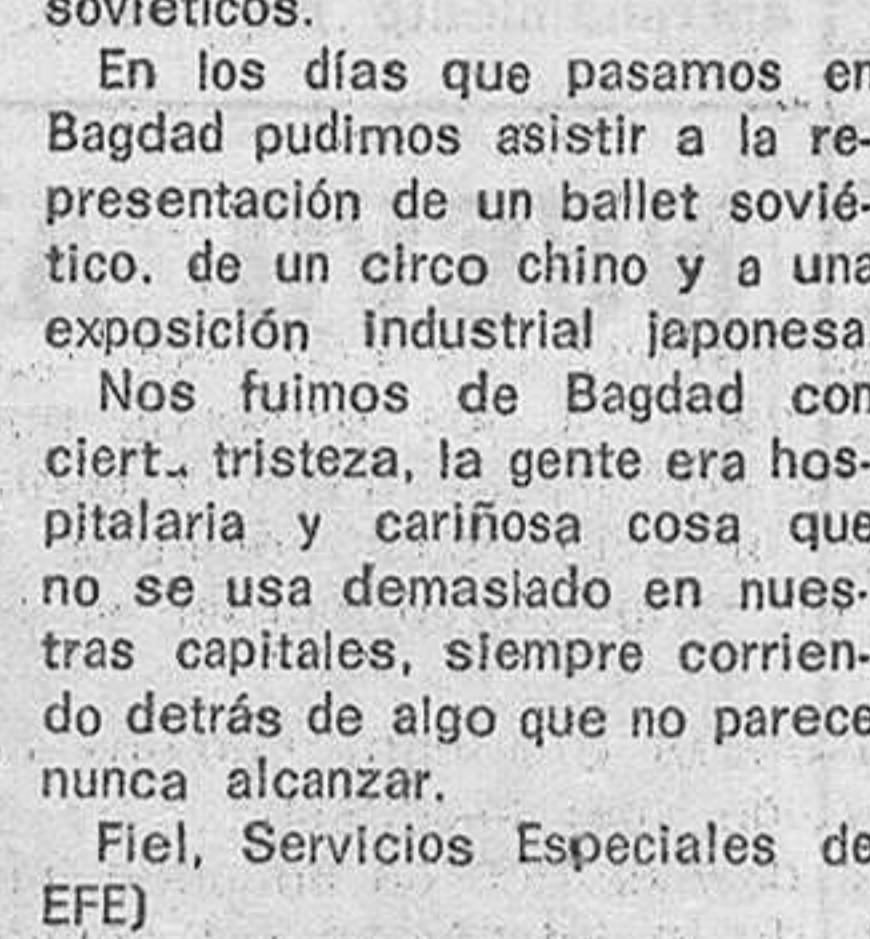 soviéticos.
En los días que pasamos en
Bagdad pudimos asistir a la re-
presentación de un ballet sovié-
tico. de un circo chino y a una
exposición industrial japonesa.
Nos fuimos de Bagdad con
ciert.. tristeza, la gente era hos-
pitalaria y cariñosa cosa que
no se usa demasiado en nues-
tras capitales, siempre corrien-
do detrás de algo que no parece
nunca alcanzar.
Fiel, Servicios Especiales de
EFE)